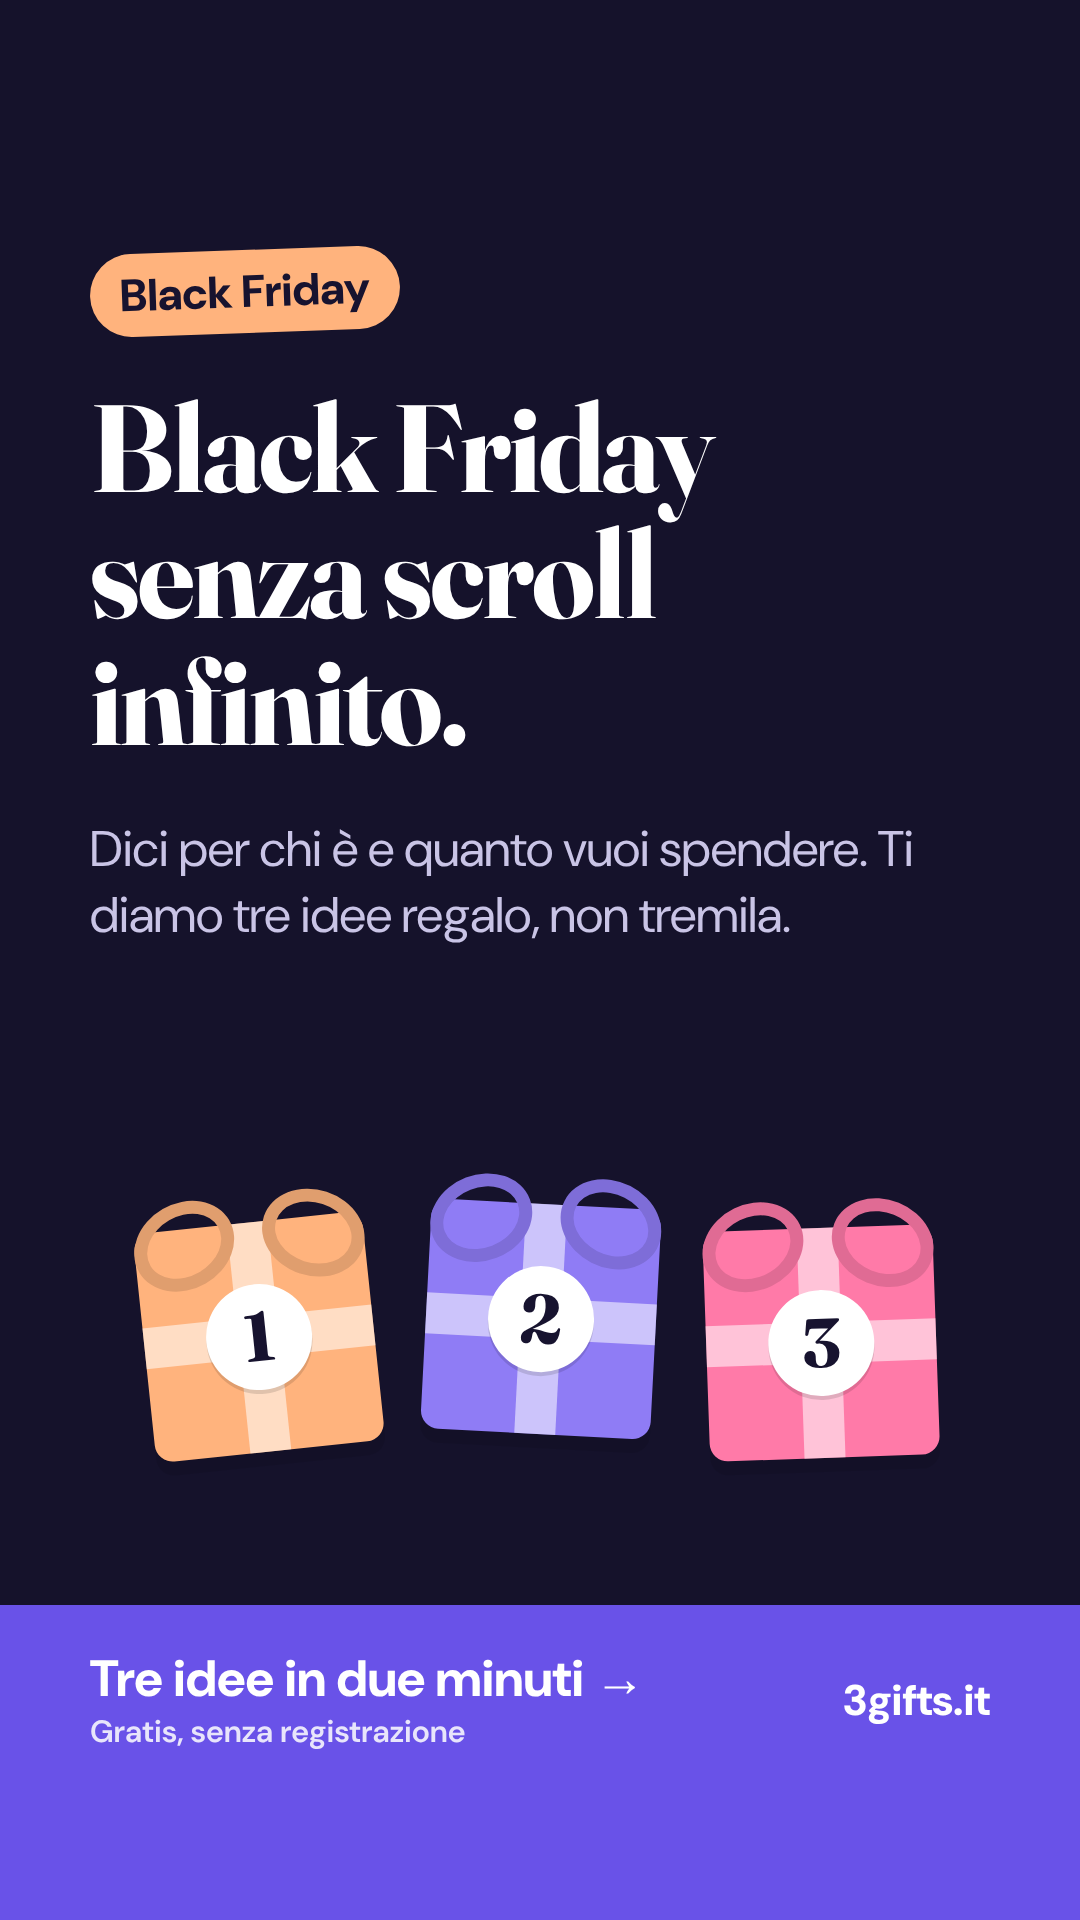 Black Friday
Black Friday
senza scroll
infinito.
Dici per chi è e quanto vuoi spendere. Ti
diamo tre idee regalo, non tremila.
1
2
3
Tre idee in due minuti →
Gratis, senza registrazione
3gifts.it